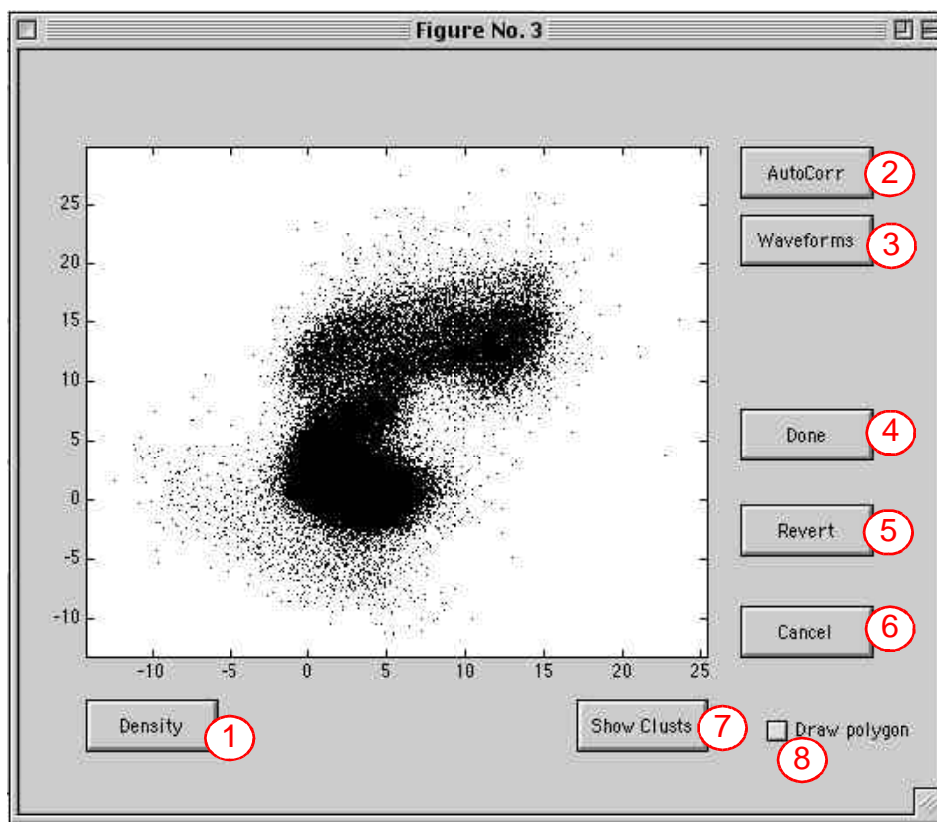 Figure No. 3
AutoCorr 2
Waveforms 3
25
20
15
10
5
0
-5
-10
Done 4
Revert 5
Cancel 6
-10 -5 0 5 10 15 20 25
Density 1
Show Clusts 7
Draw polygon
8